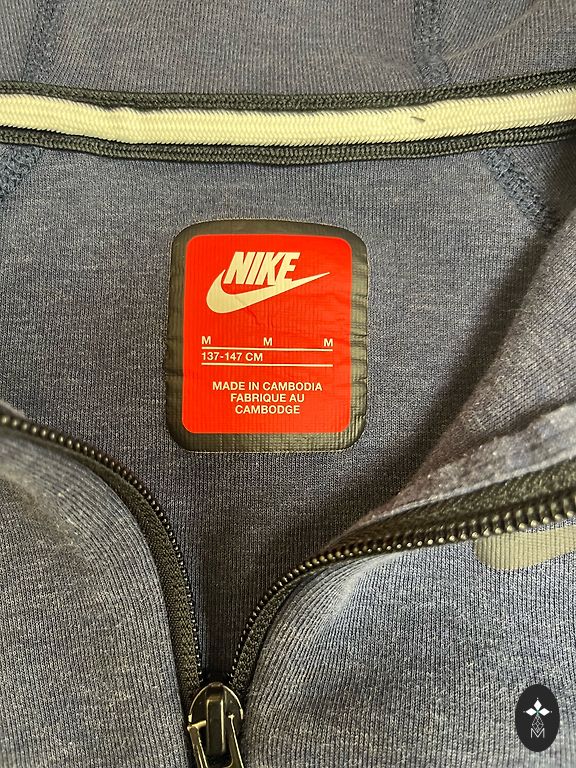 NIKE
M M M
137-147 CM
MADE IN CAMBODIA
FABRIQUE AU
CAMBODGE
M